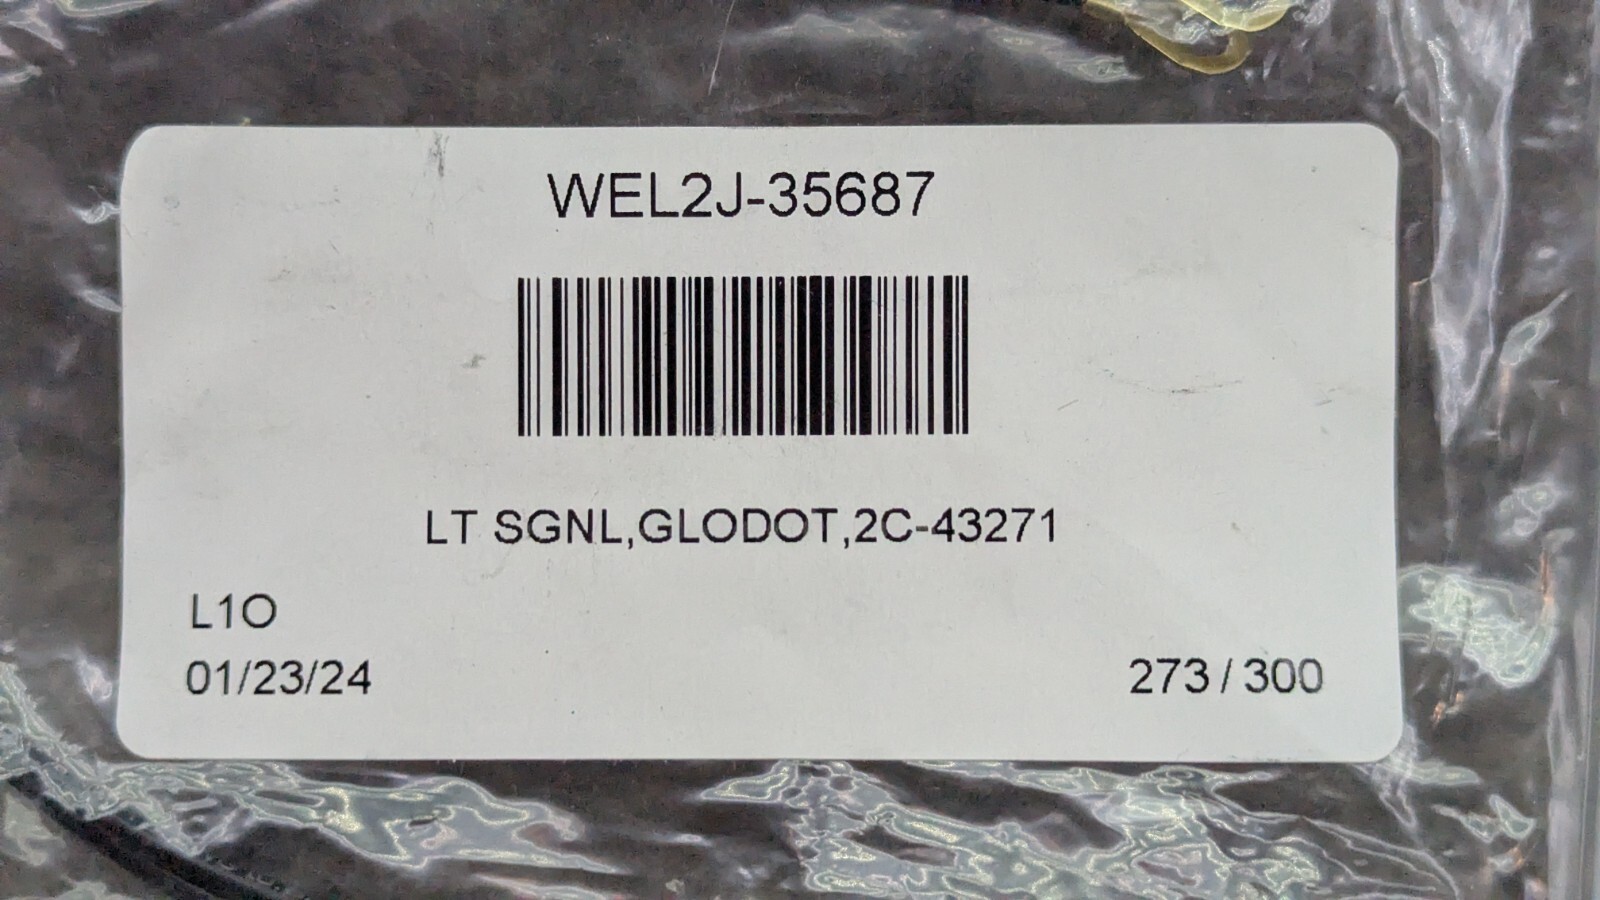 WEL2J-35687
LT SGNL,GLODOT,2C-43271
L1O
01/23/24
273 / 300